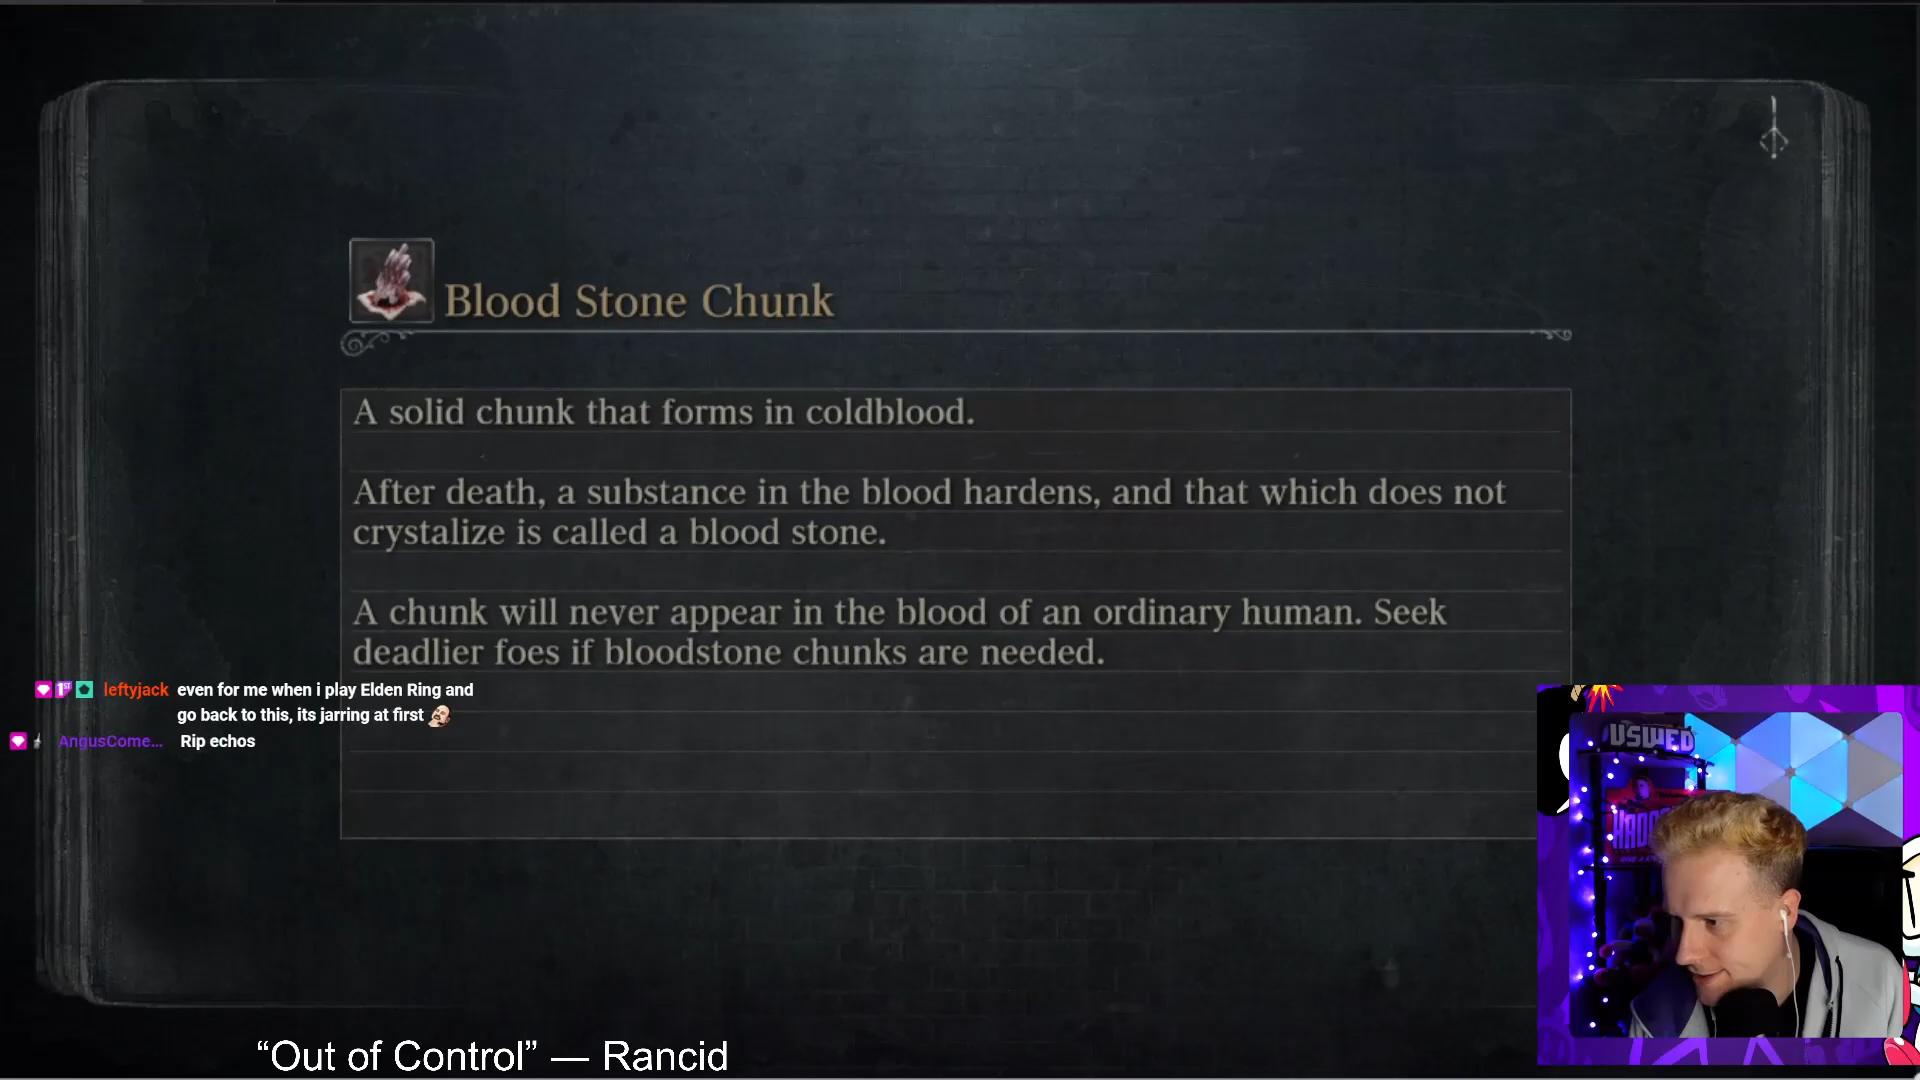 Blood Stone Chunk
A solid chunk that forms in coldblood.
After death, a substance in the blood hardens, and that which does not
crystalize is called a blood stone.
A chunk will never appear in the blood of an ordinary human. Seek
deadlier foes if bloodstone chunks are needed.
leftyjack even for me when i play Elden Ring and
go back to this, its jarring at first
AngusCome... Rip echos
USWED
“Out of Control” — Rancid